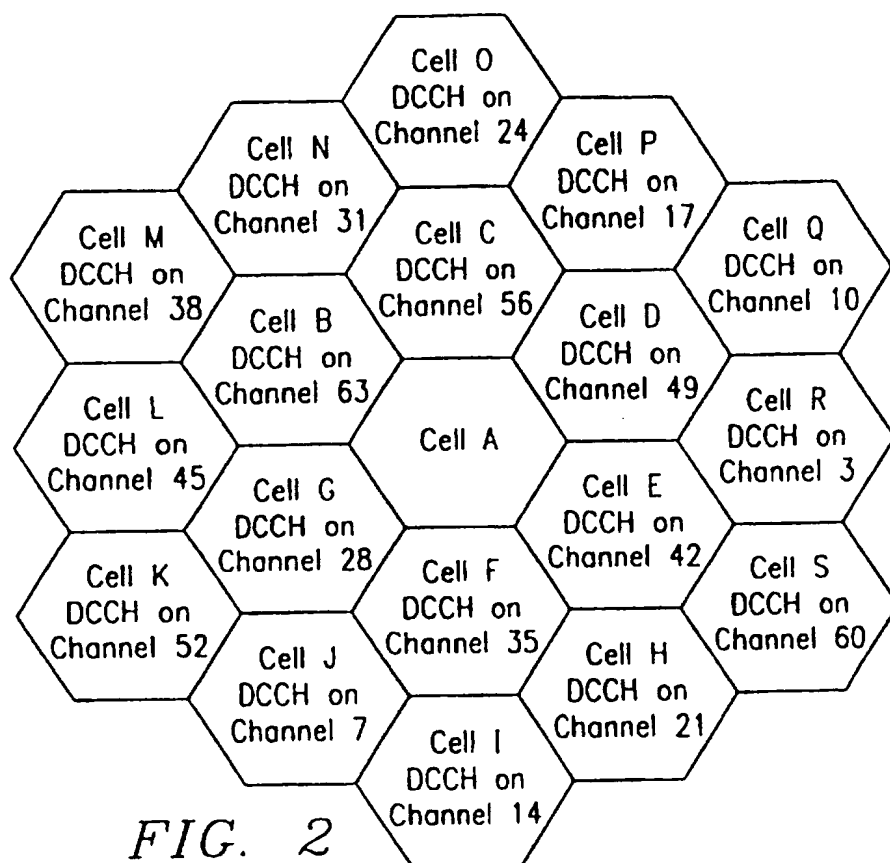 Cell O
DCCH on
Channel 24
Cell N
DCCH on
Channel 31
Cell P
DCCH on
Channel 17
Cell M
DCCH on
Channel 38
Cell C
DCCH on
Channel 56
Cell Q
DCCH on
Channel 10
Cell B
DCCH on
Channel 63
Cell D
DCCH on
Channel 49
Cell L
DCCH on
Channel 45
Cell A
Cell R
DCCH on
Channel 3
Cell G
DCCH on
Channel 28
Cell E
DCCH on
Channel 42
Cell K
DCCH on
Channel 52
Cell F
DCCH on
Channel 35
Cell S
DCCH on
Channel 60
Cell J
DCCH on
Channel 7
Cell H
DCCH on
Channel 21
Cell I
DCCH on
Channel 14
FIG. 2